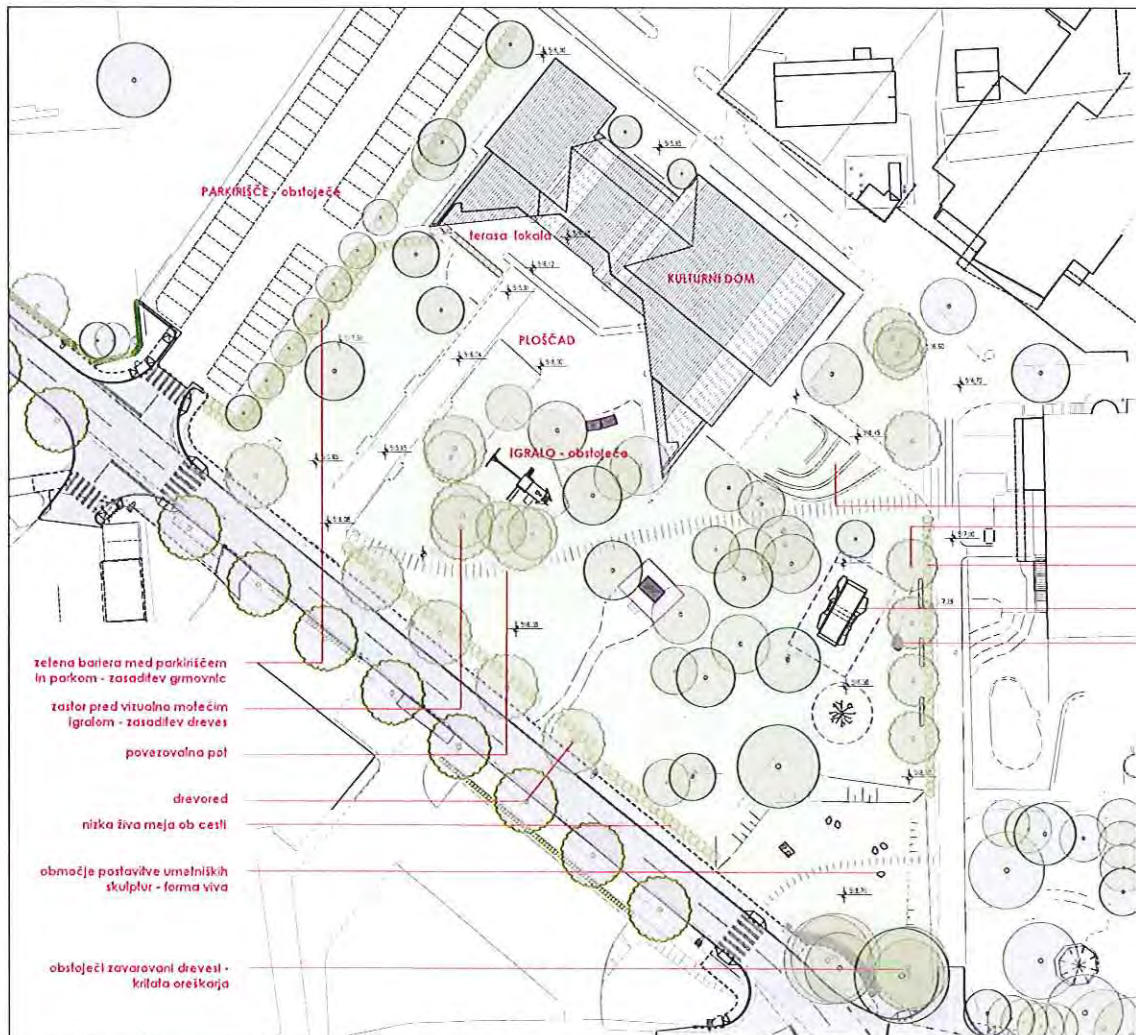 PARKIRIŠČE - obstoječe
terasa lokala
KULTURNI DOM
PLOŠČAD
IGRALO - obstoječe
zelena bariera med parkiriščem
in parkom - zasaditev grmovnic
zastor pred vizualno motečim
igralom - zasaditev dreves
povezovalna pot
drevored
nizka živa meja ob cesti
območje postavitve umetniških
skulptur - forma viva
obstoječi zavarovani drevesi -
krilata oreškarja